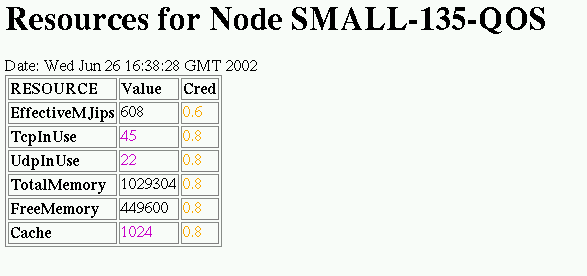 Resources for Node SMALL-135-QOS
Date: Wed Jun 26 16:38:28 GMT 2002
RESOURCE Value Cred
EffectiveMJips 608 0.6
TcpInUse 45 0.8
UdpInUse 22 0.8
TotalMemory 1029304 0.8
FreeMemory 449600 0.8
Cache 1024 0.8